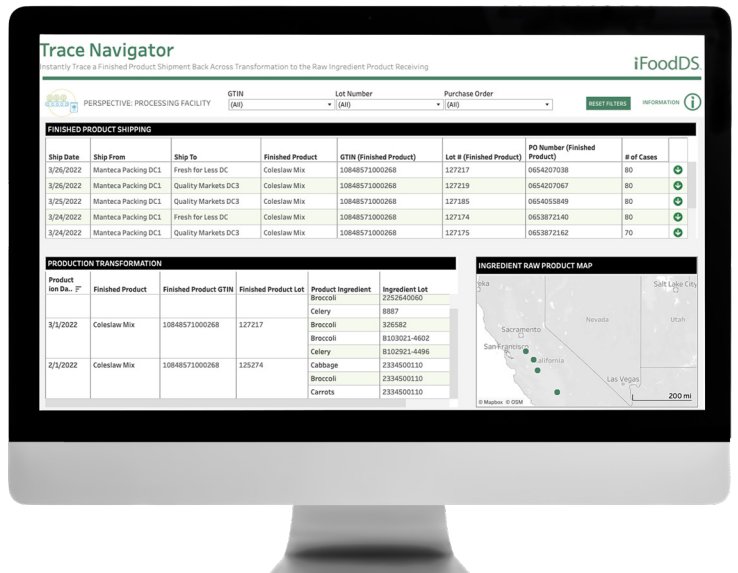 Trace Navigator
Instantly Trace a Finished Product Shipment Back Across Transformation to the Raw Ingredient Product Receiving
iFoodDS.
PERSPECTIVE: PROCESSING FACILITY
GTIN Lot Number Purchase Order
(All) (All) (All)
RESET FILTERS
INFORMATION i
FINISHED PRODUCT SHIPPING
Ship Date Ship From Ship To Finished Product GTIN (Finished Product) Lot # (Finished Product) PO Number (Finished Product) # of Cases
3/26/2022 Manteca Packing DC1 Fresh for Less DC Coleslaw Mix 10848571000268 127217 0654207038 80
3/26/2022 Manteca Packing DC1 Quality Markets DC3 Coleslaw Mix 10848571000268 127219 0654207067 80
3/25/2022 Manteca Packing DC1 Quality Markets DC3 Coleslaw Mix 10848571000268 127185 0654055849 80
3/24/2022 Manteca Packing DC1 Fresh for Less DC Coleslaw Mix 10848571000268 127174 0653872140 80
3/24/2022 Manteca Packing DC1 Quality Markets DC3 Coleslaw Mix 10848571000268 127175 0653872162 70
PRODUCTION TRANSFORMATION
Product
ion Da.. Finished Product Finished Product GTIN Finished Product Lot Product Ingredient Ingredient Lot
Broccoli 2252640060
Celery 8887
3/1/2022 Coleslaw Mix 10848571000268 127217 Broccoli 326582
Broccoli B103021-4602
Celery B102921-4496
2/1/2022 Coleslaw Mix 10848571000268 125274 Cabbage 2334500110
Broccoli 2334500110
Carrots 2334500110
INGREDIENT RAW PRODUCT MAP
Salt Lake City
Nevada Utah
Sacramento
San Francisco
California
Las Vegas
200 mi
© Mapbox © OSM